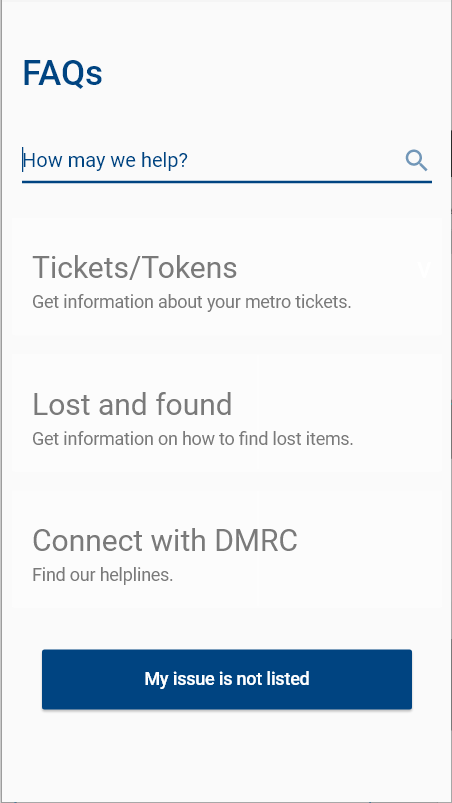 FAQs
How may we help?
Tickets/Tokens
Get information about your metro tickets.
Lost and found
Get information on how to find lost items.
Connect with DMRC
Find our helplines.
My issue is not listed